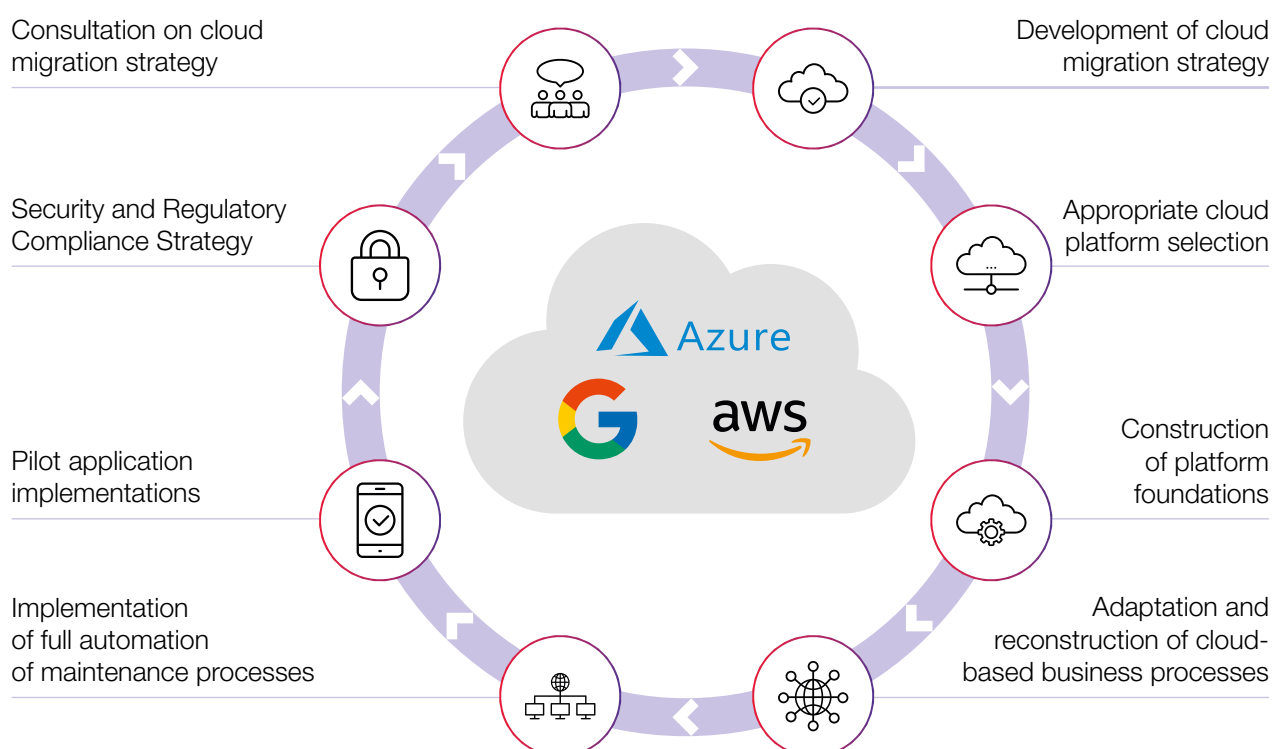 Consultation on cloud
migration strategy
Development of cloud
migration strategy
Security and Regulatory
Compliance Strategy
Appropriate cloud
platform selection
Azure
aws
Pilot application
implementations
Construction
of platform
foundations
Implementation
of full automation
of maintenance processes
Adaptation and
reconstruction of cloud-
based business processes